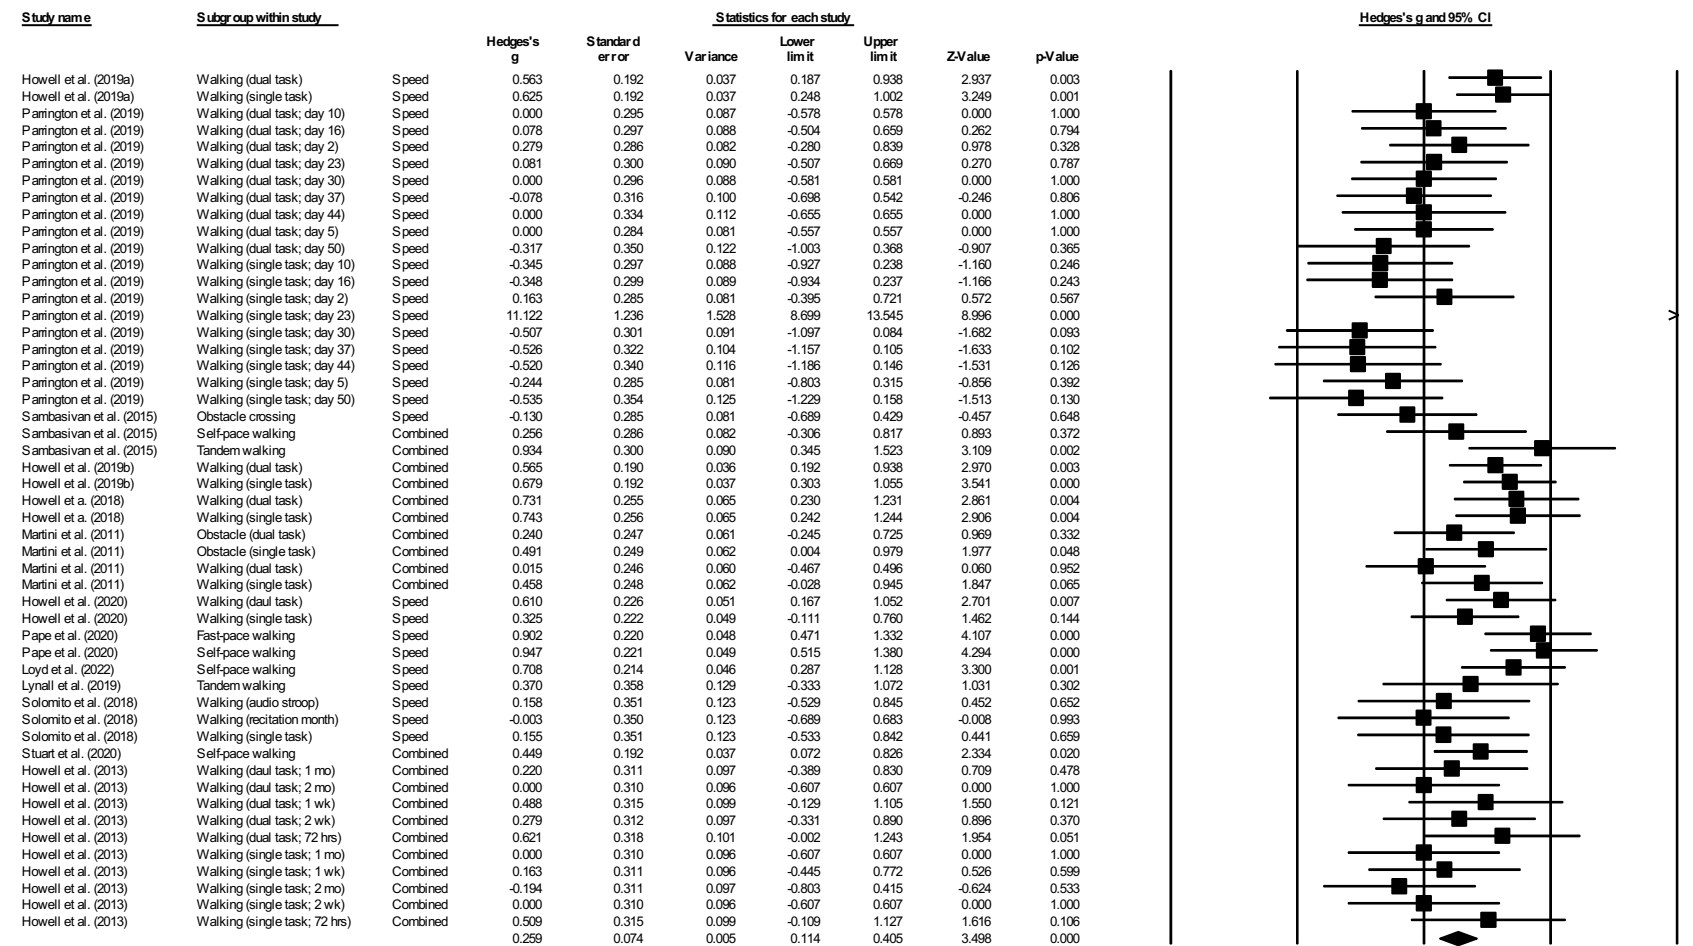 Study name Subgroup within study Statistics for each study Hedges's g and 95% CI
Hedges's Standard Lower Upper
g error Variance limit limit Z-Value p-Value
Howell et al. (2019a) Walking (dual task) Speed 0.563 0.192 0.037 0.187 0.938 2.937 0.003
Howell et al. (2019a) Walking (single task) Speed 0.625 0.192 0.037 0.248 1.002 3.249 0.001
Parrington et al. (2019) Walking (dual task; day 10) Speed 0.000 0.295 0.087 -0.578 0.578 0.000 1.000
Parrington et al. (2019) Walking (dual task; day 16) Speed 0.078 0.297 0.088 -0.504 0.659 0.262 0.794
Parrington et al. (2019) Walking (dual task; day 2) Speed 0.279 0.286 0.082 -0.280 0.839 0.978 0.328
Parrington et al. (2019) Walking (dual task; day 23) Speed 0.081 0.300 0.090 -0.507 0.669 0.270 0.787
Parrington et al. (2019) Walking (dual task; day 30) Speed 0.000 0.296 0.088 -0.581 0.581 0.000 1.000
Parrington et al. (2019) Walking (dual task; day 37) Speed -0.078 0.316 0.100 -0.698 0.542 -0.246 0.806
Parrington et al. (2019) Walking (dual task; day 44) Speed 0.000 0.334 0.112 -0.655 0.655 0.000 1.000
Parrington et al. (2019) Walking (dual task; day 5) Speed 0.000 0.284 0.081 -0.557 0.557 0.000 1.000
Parrington et al. (2019) Walking (dual task; day 50) Speed -0.317 0.350 0.122 -1.003 0.368 -0.907 0.365
Parrington et al. (2019) Walking (single task; day 10) Speed -0.345 0.297 0.088 -0.927 0.238 -1.160 0.246
Parrington et al. (2019) Walking (single task; day 16) Speed -0.348 0.299 0.089 -0.934 0.237 -1.166 0.243
Parrington et al. (2019) Walking (single task; day 2) Speed 0.163 0.285 0.081 -0.395 0.721 0.572 0.567
Parrington et al. (2019) Walking (single task; day 23) Speed 11.122 1.236 1.528 8.699 13.545 8.996 0.000 >
Parrington et al. (2019) Walking (single task; day 30) Speed -0.507 0.301 0.091 -1.097 0.084 -1.682 0.093
Parrington et al. (2019) Walking (single task; day 37) Speed -0.526 0.322 0.104 -1.157 0.105 -1.633 0.102
Parrington et al. (2019) Walking (single task; day 44) Speed -0.520 0.340 0.116 -1.186 0.146 -1.531 0.126
Parrington et al. (2019) Walking (single task; day 5) Speed -0.244 0.285 0.081 -0.803 0.315 -0.856 0.392
Parrington et al. (2019) Walking (single task; day 50) Speed -0.535 0.354 0.125 -1.229 0.158 -1.513 0.130
Sambasivan et al. (2015) Obstacle crossing Speed -0.130 0.285 0.081 -0.689 0.429 -0.457 0.648
Sambasivan et al. (2015) Self-pace walking Combined 0.256 0.286 0.082 -0.306 0.817 0.893 0.372
Sambasivan et al. (2015) Tandem walking Combined 0.934 0.300 0.090 0.345 1.523 3.109 0.002
Howell et al. (2019b) Walking (dual task) Combined 0.565 0.190 0.036 0.192 0.938 2.970 0.003
Howell et al. (2019b) Walking (single task) Combined 0.679 0.192 0.037 0.303 1.055 3.541 0.000
Howell et a. (2018) Walking (dual task) Combined 0.731 0.255 0.065 0.230 1.231 2.861 0.004
Howell et a. (2018) Walking (single task) Combined 0.743 0.256 0.065 0.242 1.244 2.906 0.004
Martini et al. (2011) Obstacle (dual task) Combined 0.240 0.247 0.061 -0.245 0.725 0.969 0.332
Martini et al. (2011) Obstacle (single task) Combined 0.491 0.249 0.062 0.004 0.979 1.977 0.048
Martini et al. (2011) Walking (dual task) Combined 0.015 0.246 0.060 -0.467 0.496 0.060 0.952
Martini et al. (2011) Walking (single task) Combined 0.458 0.248 0.062 -0.028 0.945 1.847 0.065
Howell et al. (2020) Walking (daul task) Speed 0.610 0.226 0.051 0.167 1.052 2.701 0.007
Howell et al. (2020) Walking (single task) Speed 0.325 0.222 0.049 -0.111 0.760 1.462 0.144
Pape et al. (2020) Fast-pace walking Speed 0.902 0.220 0.048 0.471 1.332 4.107 0.000
Pape et al. (2020) Self-pace walking Speed 0.947 0.221 0.049 0.515 1.380 4.294 0.000
Loyd et al. (2022) Self-pace walking Speed 0.708 0.214 0.046 0.287 1.128 3.300 0.001
Lynall et al. (2019) Tandem walking Speed 0.370 0.358 0.129 -0.333 1.072 1.031 0.302
Solomito et al. (2018) Walking (audio stroop) Speed 0.158 0.351 0.123 -0.529 0.845 0.452 0.652
Solomito et al. (2018) Walking (recitation month) Speed -0.003 0.350 0.123 -0.689 0.683 -0.008 0.993
Solomito et al. (2018) Walking (single task) Speed 0.155 0.351 0.123 -0.533 0.842 0.441 0.659
Stuart et al. (2020) Self-pace walking Combined 0.449 0.192 0.037 0.072 0.826 2.334 0.020
Howell et al. (2013) Walking (daul task; 1 mo) Combined 0.220 0.311 0.097 -0.389 0.830 0.709 0.478
Howell et al. (2013) Walking (daul task; 2 mo) Combined 0.000 0.310 0.096 -0.607 0.607 0.000 1.000
Howell et al. (2013) Walking (dual task; 1 wk) Combined 0.488 0.315 0.099 -0.129 1.105 1.550 0.121
Howell et al. (2013) Walking (dual task; 2 wk) Combined 0.279 0.312 0.097 -0.331 0.890 0.896 0.370
Howell et al. (2013) Walking (dual task; 72 hrs) Combined 0.621 0.318 0.101 -0.002 1.243 1.954 0.051
Howell et al. (2013) Walking (single task; 1 mo) Combined 0.000 0.310 0.096 -0.607 0.607 0.000 1.000
Howell et al. (2013) Walking (single task; 1 wk) Combined 0.163 0.311 0.096 -0.445 0.772 0.526 0.599
Howell et al. (2013) Walking (single task; 2 mo) Combined -0.194 0.311 0.097 -0.803 0.415 -0.624 0.533
Howell et al. (2013) Walking (single task; 2 wk) Combined 0.000 0.310 0.096 -0.607 0.607 0.000 1.000
Howell et al. (2013) Walking (single task; 72 hrs) Combined 0.509 0.315 0.099 -0.109 1.127 1.616 0.106
0.259 0.074 0.005 0.114 0.405 3.498 0.000